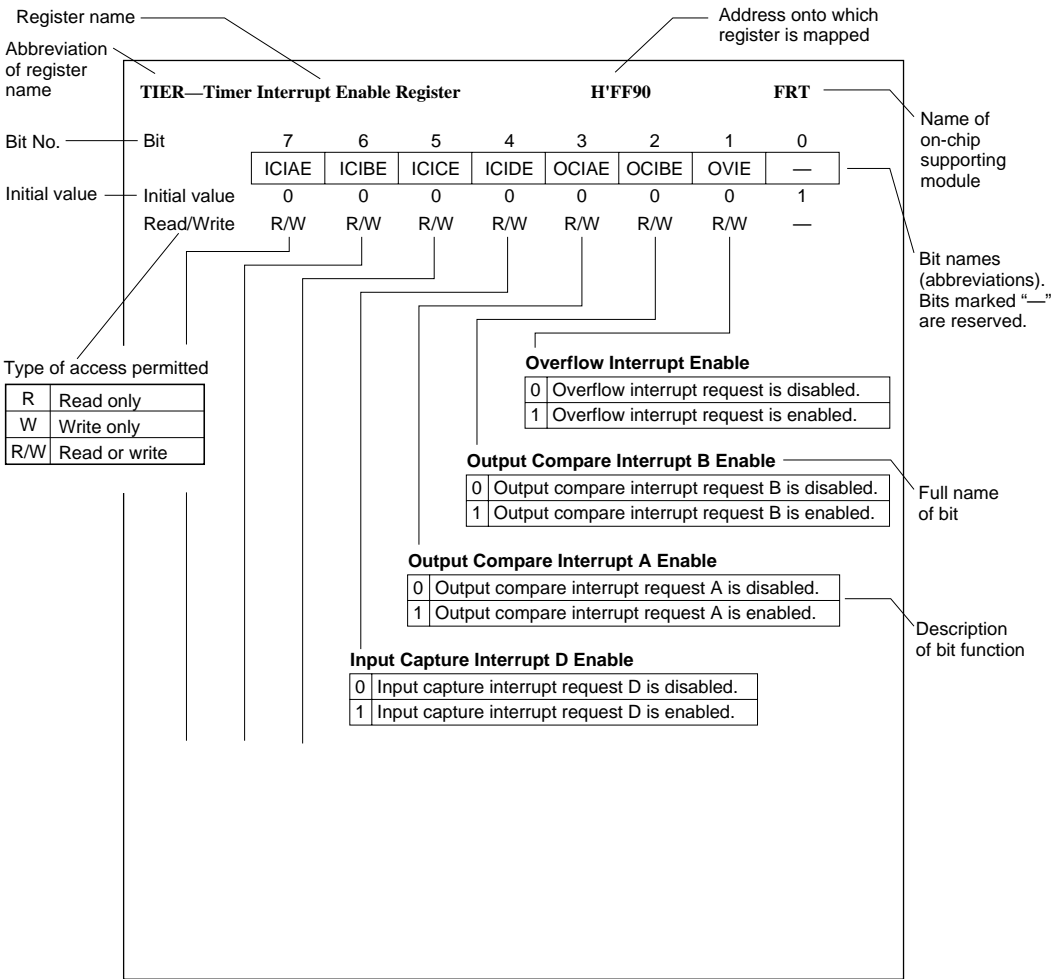 Register name
Address onto which
register is mapped
Abbreviation
of register
name
TIER—Timer Interrupt Enable Register H'FF90 FRT
Name of
on-chip
supporting
module
Bit No.
Bit 7 6 5 4 3 2 1 0
ICIAE ICIBE ICICE ICIDE OCIAE OCIBE OVIE —
Initial value
Initial value 0 0 0 0 0 0 0 1
Read/Write R/W R/W R/W R/W R/W R/W R/W —
Bit names
(abbreviations).
Bits marked “—”
are reserved.
Type of access permitted
R Read only
W Write only
R/W Read or write
Overflow Interrupt Enable
0 Overflow interrupt request is disabled.
1 Overflow interrupt request is enabled.
Output Compare Interrupt B Enable
0 Output compare interrupt request B is disabled.
1 Output compare interrupt request B is enabled.
Full name
of bit
Output Compare Interrupt A Enable
0 Output compare interrupt request A is disabled.
1 Output compare interrupt request A is enabled.
Description
of bit function
Input Capture Interrupt D Enable
0 Input capture interrupt request D is disabled.
1 Input capture interrupt request D is enabled.